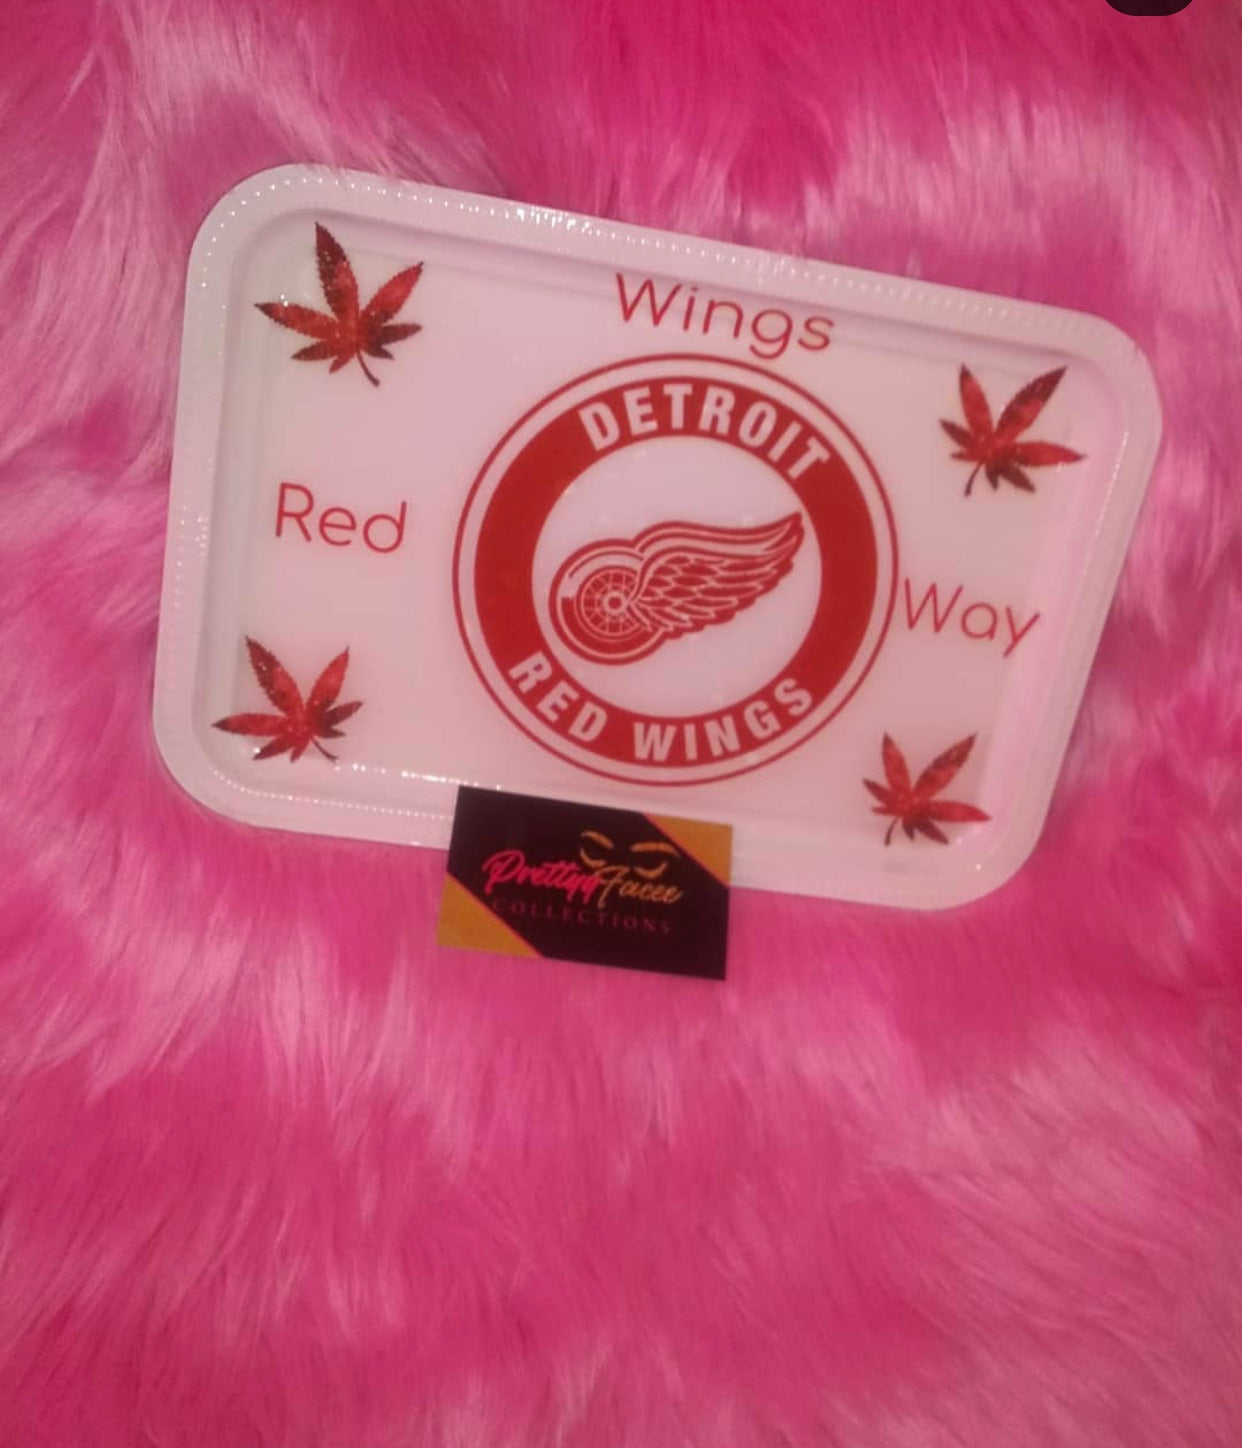 Wings
DETROIT
Red
Way
RED WINGS
PrettyyFacee
COLLECTIONS